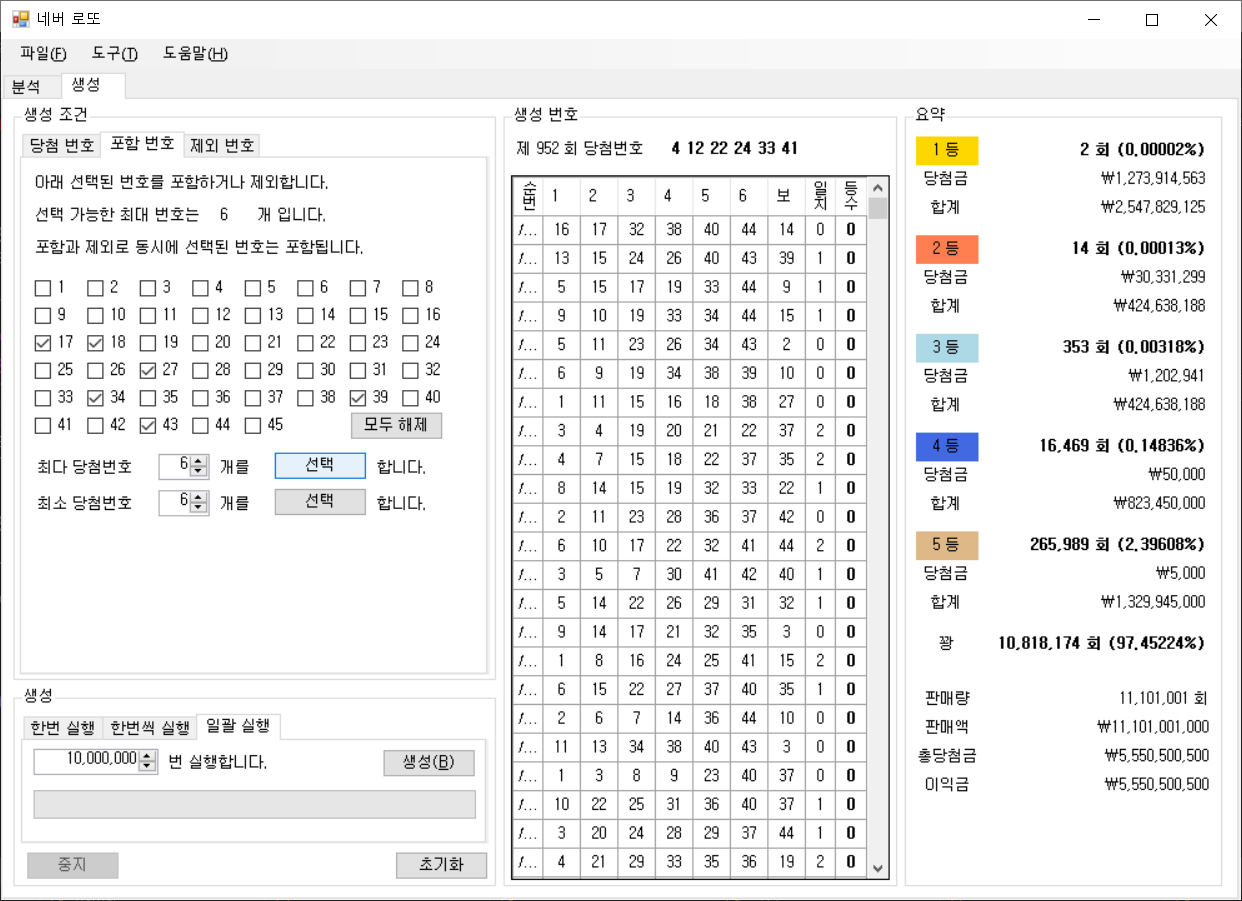 네버 로또
파일(F) 도구(T) 도움말(H)
분석 생성
생성 조건
당첨 번호 포함 번호 제외 번호
아래 선택된 번호를 포함하거나 제외합니다.
선택 가능한 최대 번호는 6 개 입니다.
포함과 제외로 동시에 선택된 번호는 포함됩니다.
1 2 3 4 5 6 7 8
9 10 11 12 13 14 15 16
17 18 19 20 21 22 23 24
25 26 27 28 29 30 31 32
33 34 35 36 37 38 39 40
41 42 43 44 45 모두 해제
최다 당첨번호 6 개를 선택 합니다.
최소 당첨번호 6 개를 선택 합니다.
생성
한번 실행 한번씩 실행 일괄 실행
10,000,000 번 실행합니다. 생성(B)
중지 초기화
생성 번호
제 952 회 당첨번호 4 12 22 24 33 41
순번 1 2 3 4 5 6 보 일치 등수
1... 16 17 32 38 40 44 14 0 0
1... 13 15 24 26 40 43 39 1 0
1... 5 15 17 19 33 44 9 1 0
1... 9 10 19 33 34 44 15 1 0
1... 5 11 23 26 34 43 2 0 0
1... 6 9 19 34 38 39 10 0 0
1... 1 11 15 16 18 38 27 0 0
1... 3 4 19 20 21 22 37 2 0
1... 4 7 15 18 22 37 35 2 0
1... 8 14 15 19 32 33 22 1 0
1... 2 11 23 28 36 37 42 0 0
1... 6 10 17 22 32 41 44 2 0
1... 3 5 7 30 41 42 40 1 0
1... 5 14 22 26 29 31 32 1 0
1... 9 14 17 21 32 35 3 0 0
1... 1 8 16 24 25 41 15 2 0
1... 6 15 22 27 37 40 35 1 0
1... 2 6 7 14 36 44 10 0 0
1... 11 13 34 38 40 43 3 0 0
1... 1 3 8 9 23 40 37 0 0
1... 10 22 25 31 36 40 37 1 0
1... 3 20 24 28 29 37 44 1 0
1... 4 21 29 33 35 36 19 2 0
요약
1 등 2 회 (0.00002%)
당첨금 ₩1,273,914,563
합계 ₩2,547,829,125
2 등 14 회 (0.00013%)
당첨금 ₩30,331,299
합계 ₩424,638,188
3 등 353 회 (0.00318%)
당첨금 ₩1,202,941
합계 ₩424,638,188
4 등 16,469 회 (0.14836%)
당첨금 ₩50,000
합계 ₩823,450,000
5 등 265,989 회 (2.39608%)
당첨금 ₩5,000
합계 ₩1,329,945,000
꽝 10,818,174 회 (97.45224%)
판매량 11,101,001 회
판매액 ₩11,101,001,000
총당첨금 ₩5,550,500,500
이익금 ₩5,550,500,500